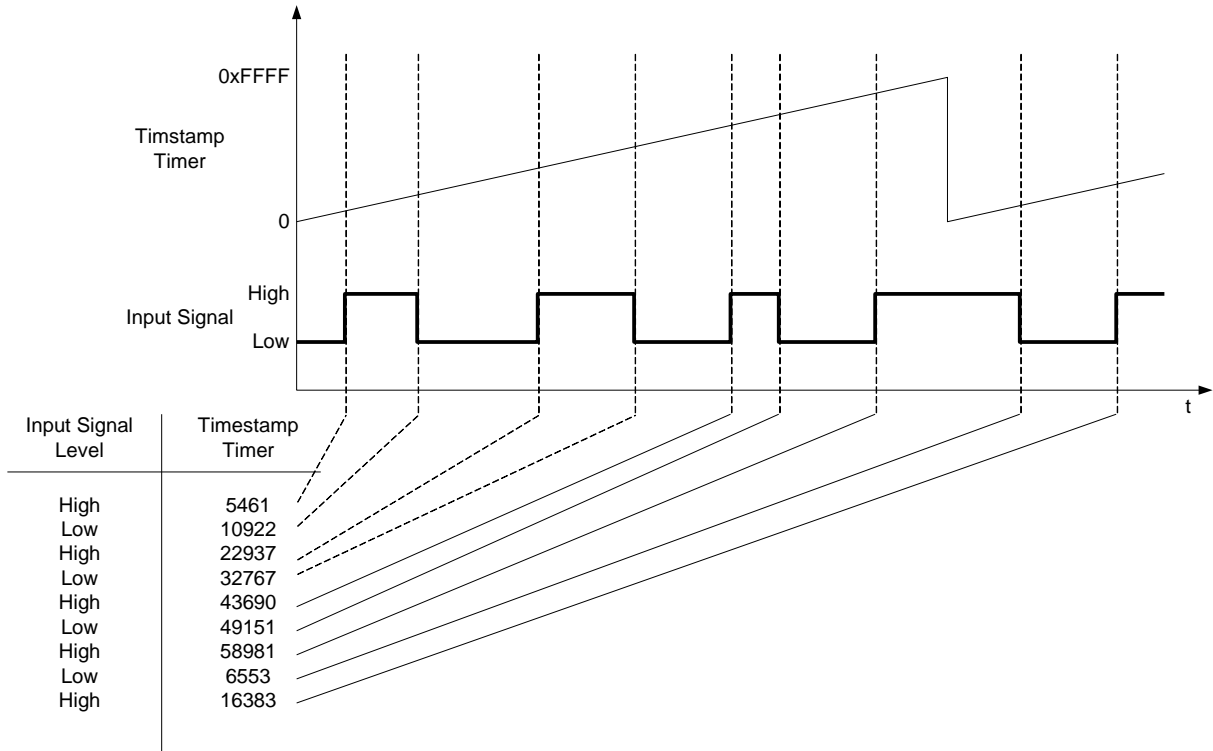 0xFFFF
Timstamp
Timer
0
High
Input Signal
Low
t
Input Signal Timestamp
Level Timer
High 5461
Low 10922
High 22937
Low 32767
High 43690
Low 49151
High 58981
Low 6553
High 16383